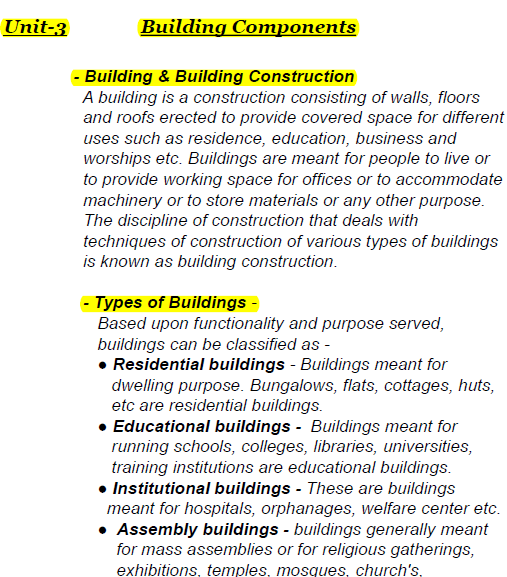 Unit-3 Building Components
- Building & Building Construction
A building is a construction consisting of walls, floors
and roofs erected to provide covered space for different
uses such as residence, education, business and
worships etc. Buildings are meant for people to live or
to provide working space for offices or to accommodate
machinery or to store materials or any other purpose.
The discipline of construction that deals with
techniques of construction of various types of buildings
is known as building construction.
- Types of Buildings -
Based upon functionality and purpose served,
buildings can be classified as -
● Residential buildings - Buildings meant for
dwelling purpose. Bungalows, flats, cottages, huts,
etc are residential buildings.
● Educational buildings - Buildings meant for
running schools, colleges, libraries, universities,
training institutions are educational buildings.
● Institutional buildings - These are buildings
meant for hospitals, orphanages, welfare center etc.
● Assembly buildings - buildings generally meant
for mass assemblies or for religious gatherings,
exhibitions, temples, mosques, church's,